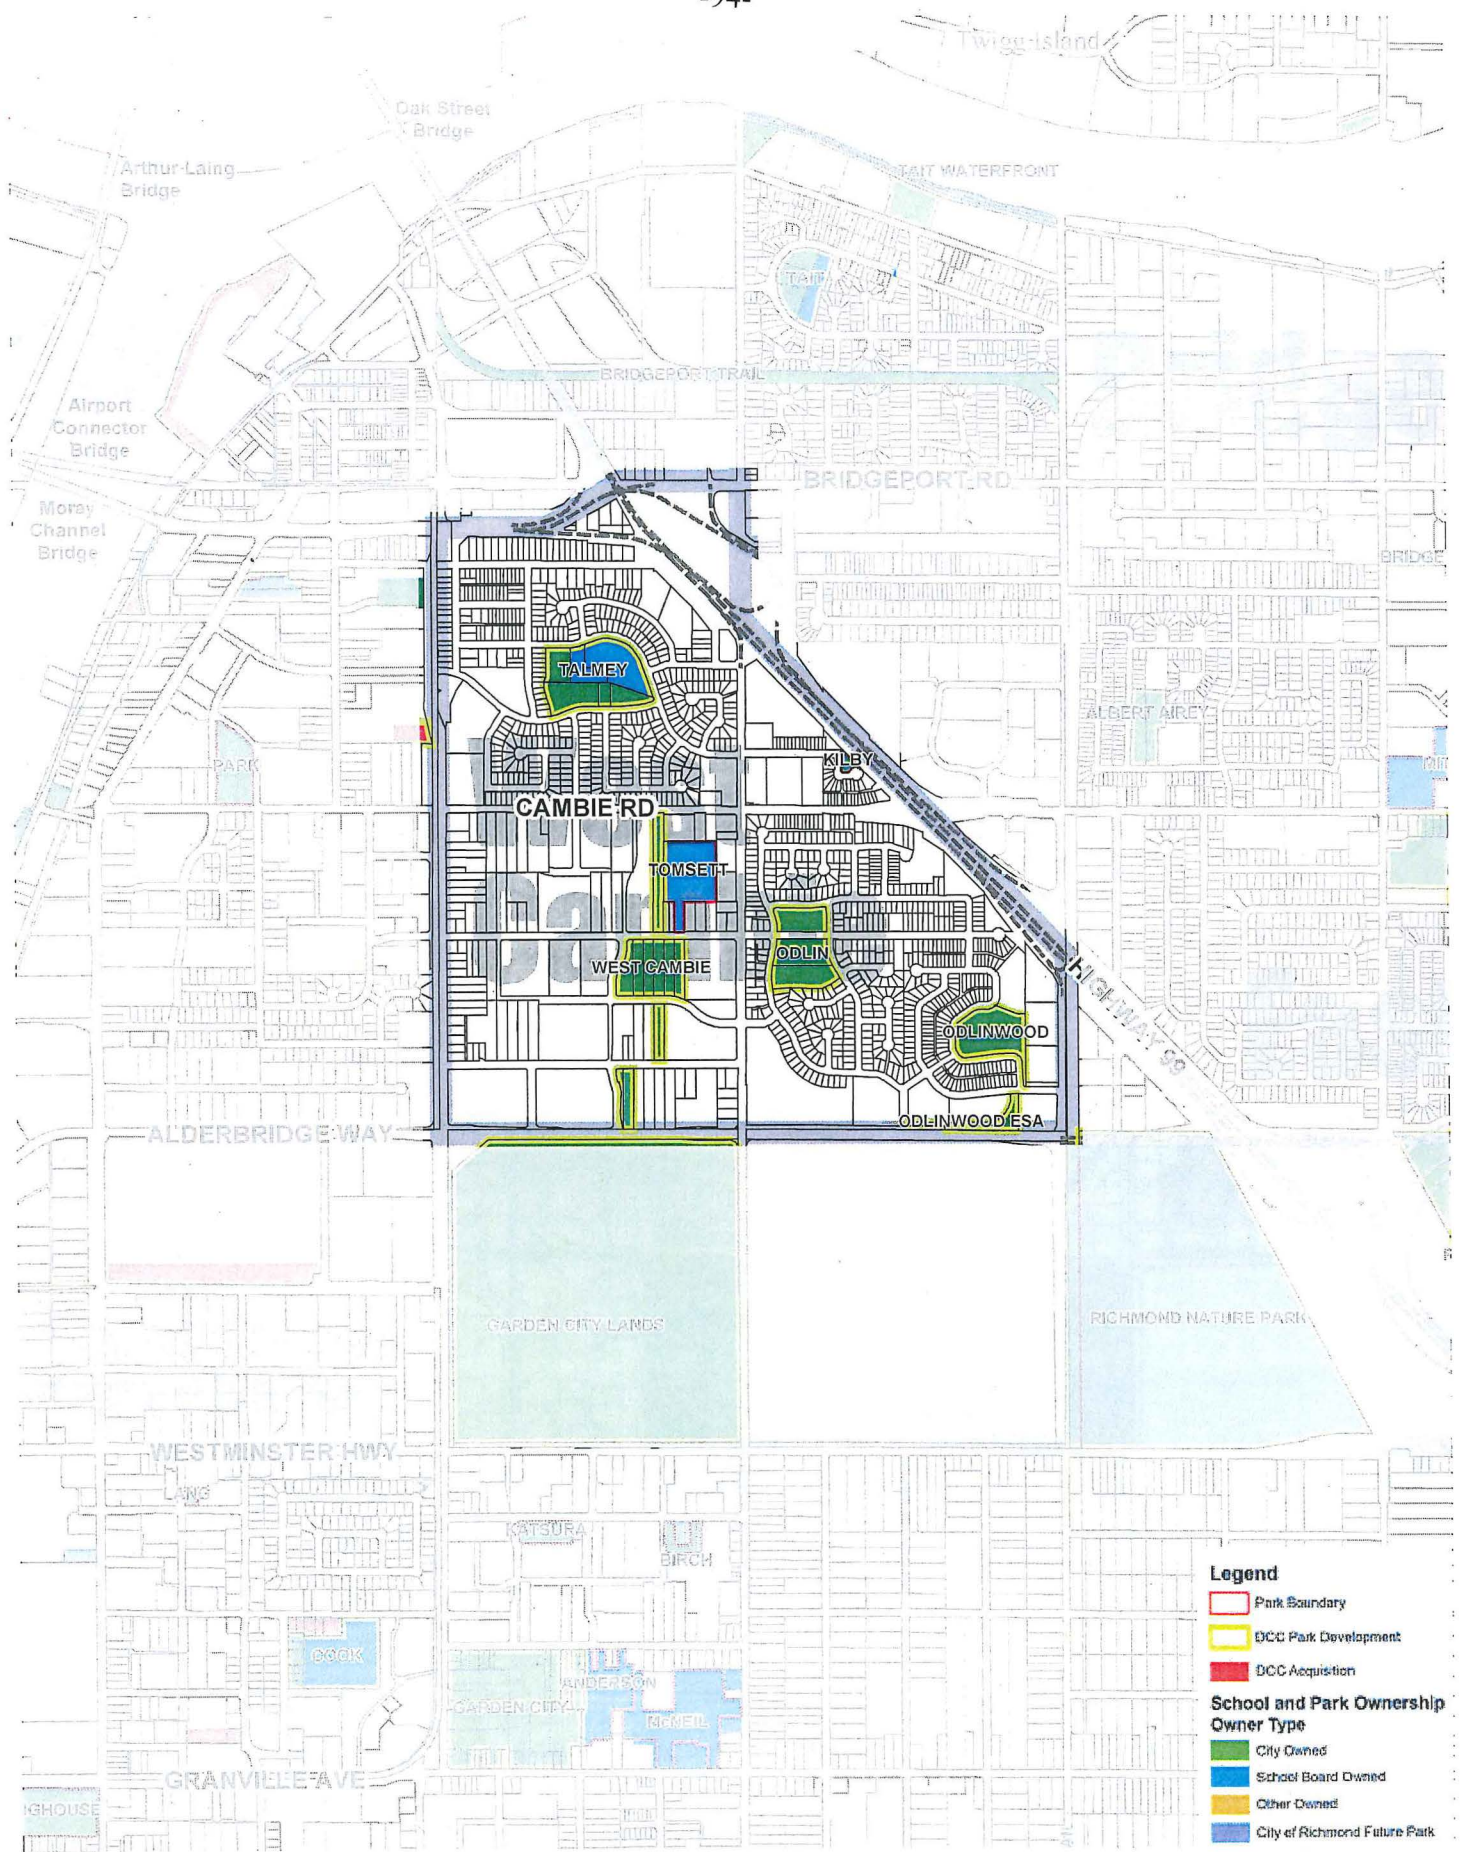 Twigg-Island
Oak Street
Bridge
Arthur-Laing
Bridge
TAIT WATERFRONT
TAIT
BRIDGEPORT TRAIL
Airport
Connector
Bridge
BRIDGEPORT RD
Moray
Channel
Bridge
BRIDGE
TALMEY
ALBERT AIREY
PARK
KILBY
CAMBIE RD
West
TOMSETT
Cambie
ODLIN
WEST CAMBIE
HIGHWAY 99
ODLINWOOD
ODLINWOOD ESA
ALDERBRIDGE WAY
GARDEN CITY LANDS
RICHMOND NATURE PARK
WESTMINSTER HWY
LANG
KATSURA
BIRCH
COOK
ANDERSON
GARDEN CITY
McNEIL
GRANVILLE AVE
IGHOUSE
Legend
Park Boundary
DCC Park Development
DCC Acquisition
School and Park Ownership
Owner Type
City Owned
School Board Owned
Other Owned
City of Richmond Future Park